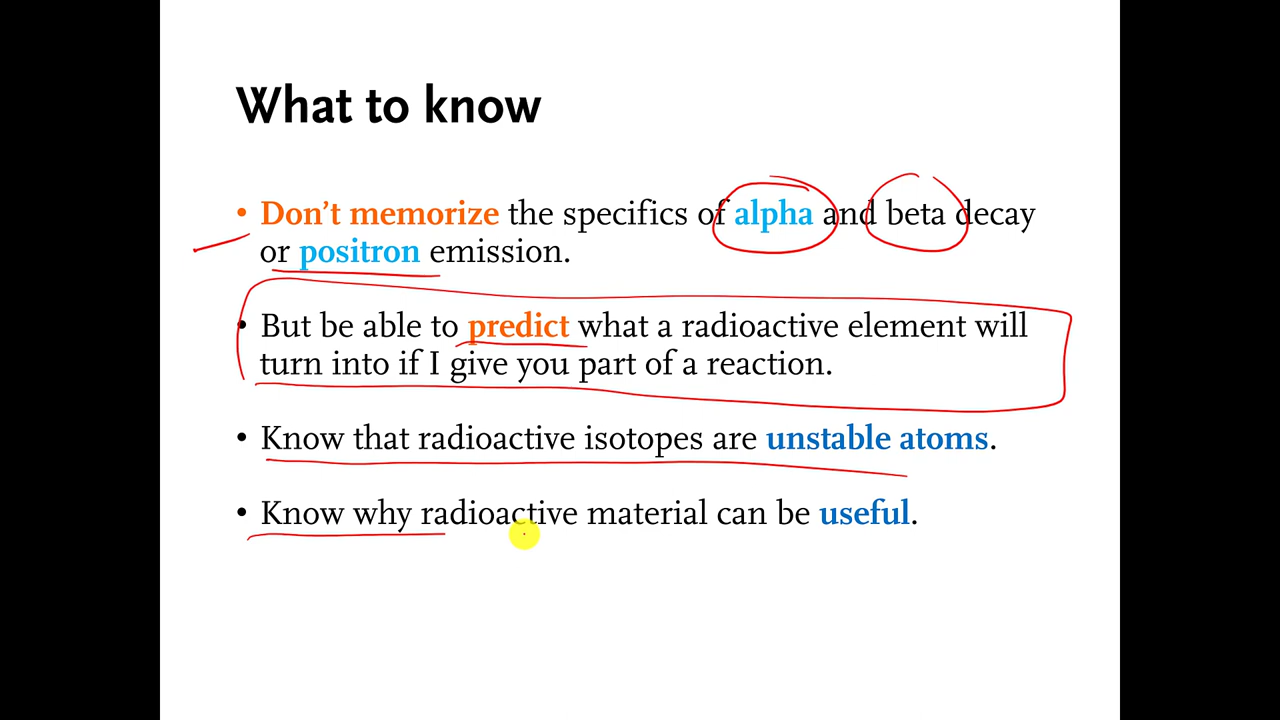 What to know
• Don't memorize the specifics of alpha and beta decay
or positron emission.
• But be able to predict what a radioactive element will
turn into if I give you part of a reaction.
• Know that radioactive isotopes are unstable atoms.
• Know why radioactive material can be useful.